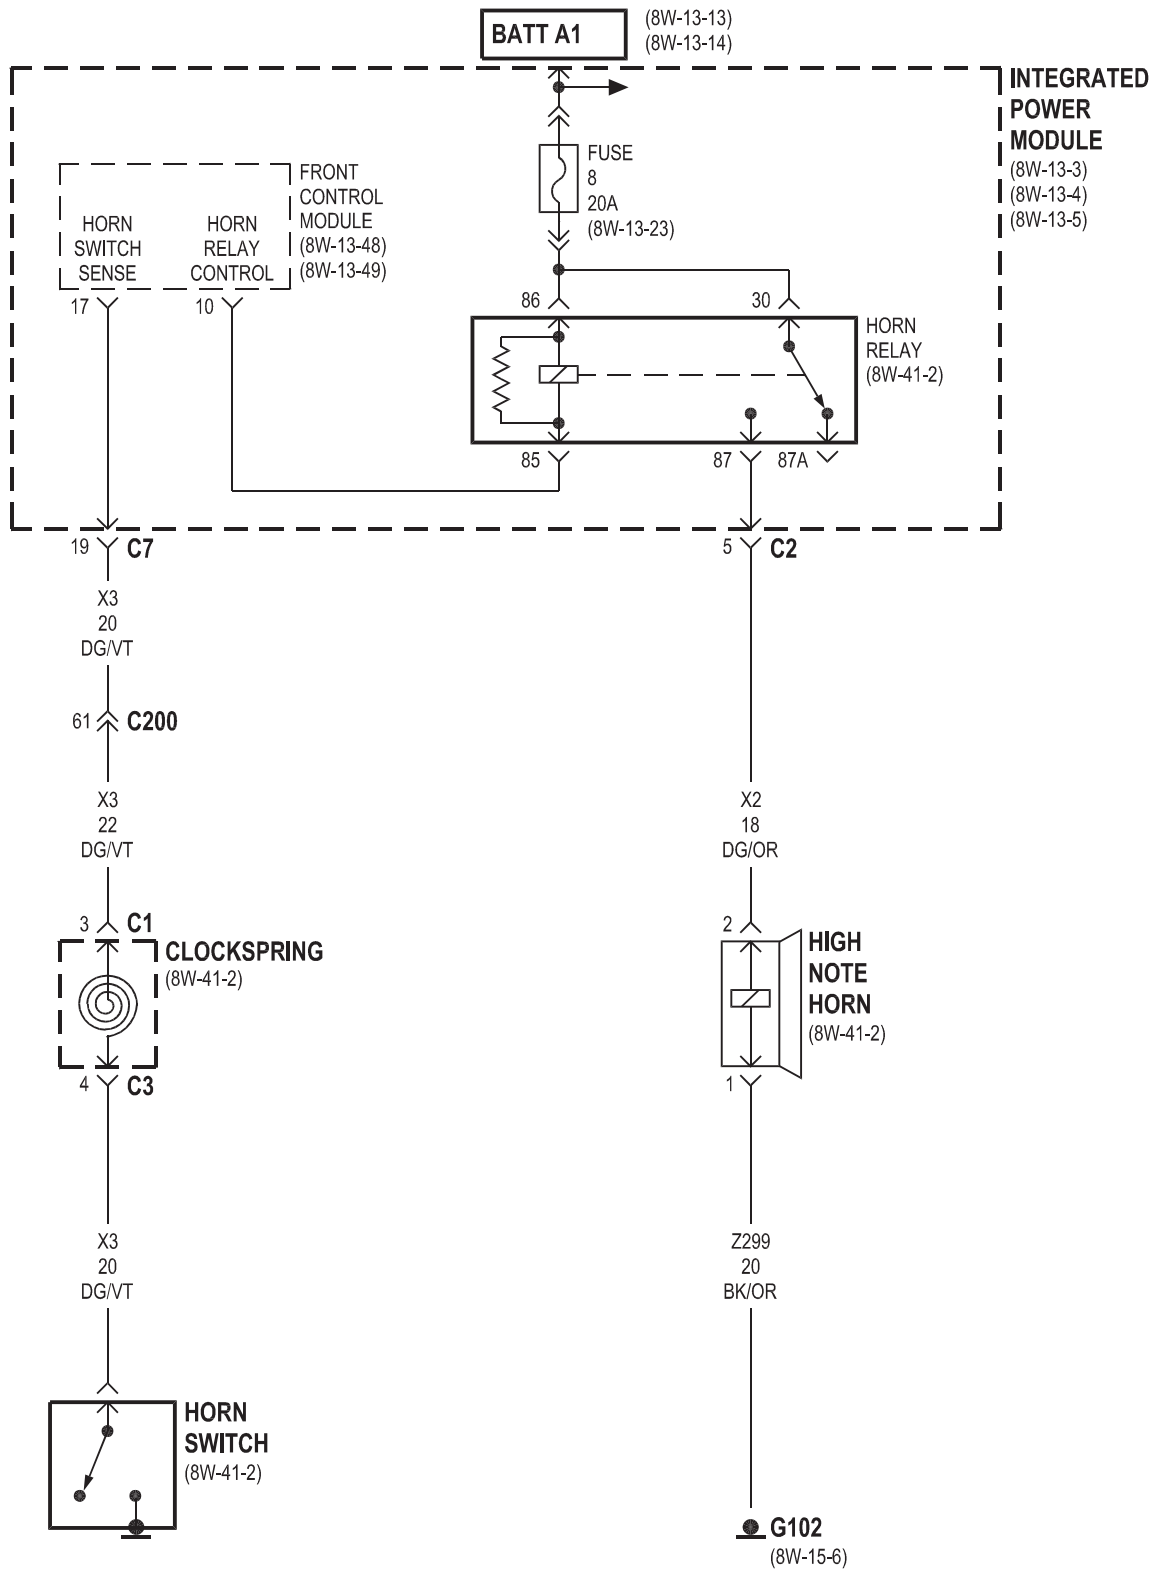 BATT A1
(8W-13-13)
(8W-13-14)
INTEGRATED
POWER
MODULE
(8W-13-3)
(8W-13-4)
(8W-13-5)
FUSE
8
20A
(8W-13-23)
FRONT
CONTROL
MODULE
(8W-13-48)
(8W-13-49)
HORN
SWITCH
SENSE
HORN
RELAY
CONTROL
17
10
86
30
HORN
RELAY
(8W-41-2)
85
87
87A
19
C7
5
C2
X3
20
DG/VT
61
C200
X3
22
DG/VT
X2
18
DG/OR
3
C1
CLOCKSPRING
(8W-41-2)
2
HIGH
NOTE
HORN
(8W-41-2)
4
C3
1
X3
20
DG/VT
Z299
20
BK/OR
HORN
SWITCH
(8W-41-2)
G102
(8W-15-6)